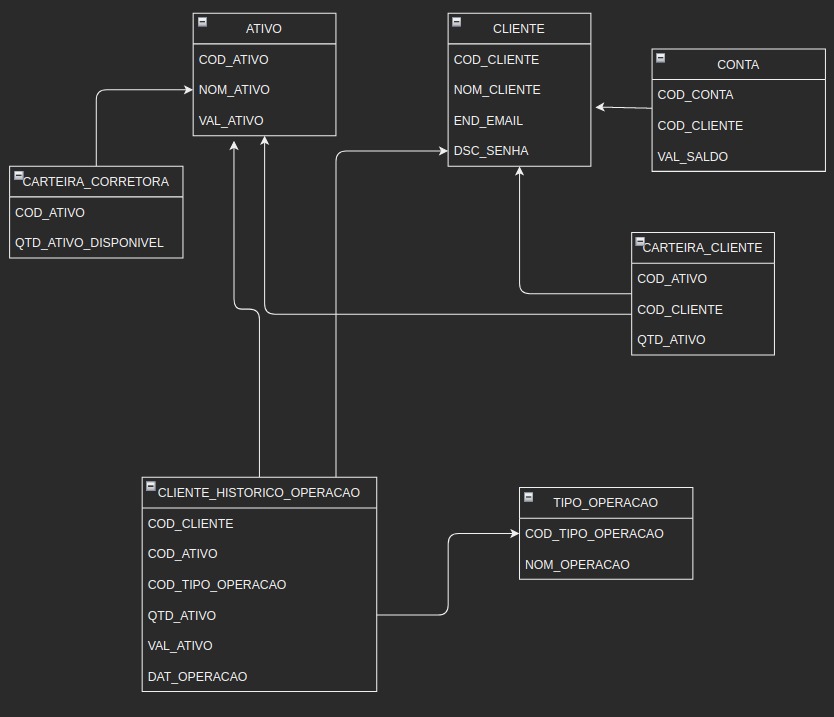 ATIVO
COD_ATIVO
NOM_ATIVO
VAL_ATIVO
CLIENTE
COD_CLIENTE
NOM_CLIENTE
END_EMAIL
DSC_SENHA
CONTA
COD_CONTA
COD_CLIENTE
VAL_SALDO
CARTEIRA_CORRETORA
COD_ATIVO
QTD_ATIVO_DISPONIVEL
CARTEIRA_CLIENTE
COD_ATIVO
COD_CLIENTE
QTD_ATIVO
CLIENTE_HISTORICO_OPERACAO
COD_CLIENTE
COD_ATIVO
COD_TIPO_OPERACAO
QTD_ATIVO
VAL_ATIVO
DAT_OPERACAO
TIPO_OPERACAO
COD_TIPO_OPERACAO
NOM_OPERACAO